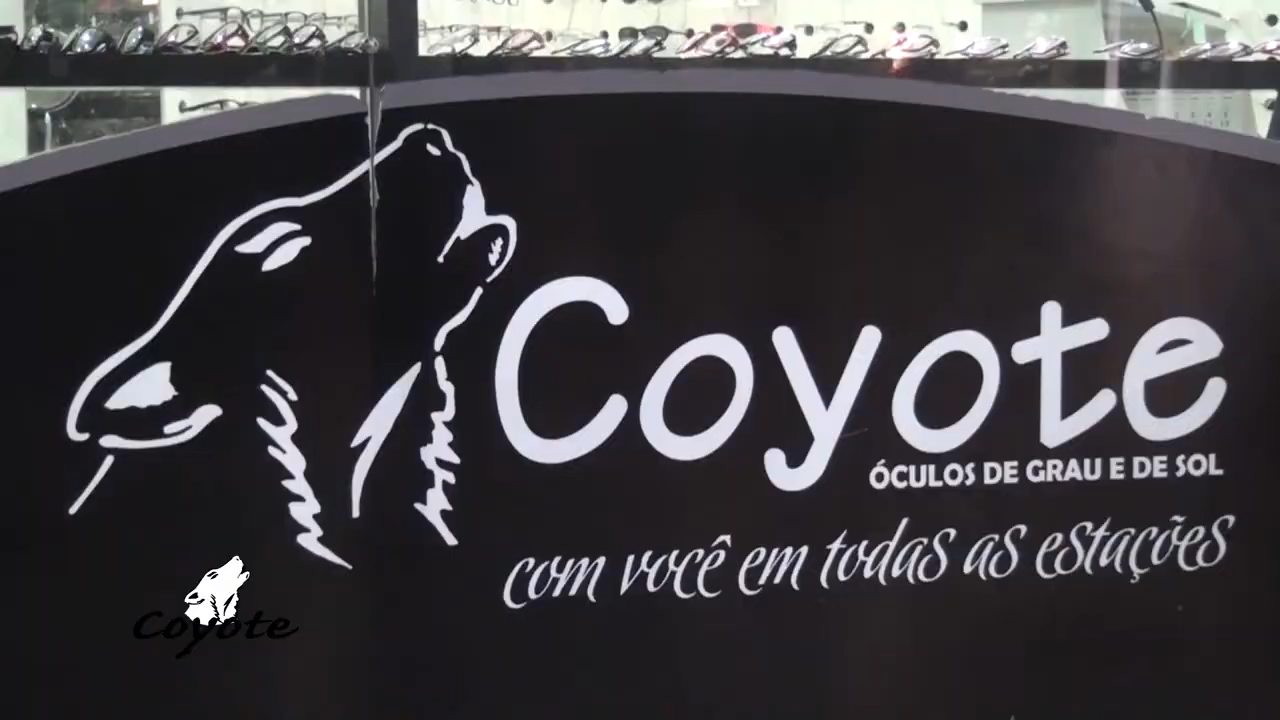 Coyote
ÓCULOS DE GRAU E DE SOL
com você em todas as estações
Coyote